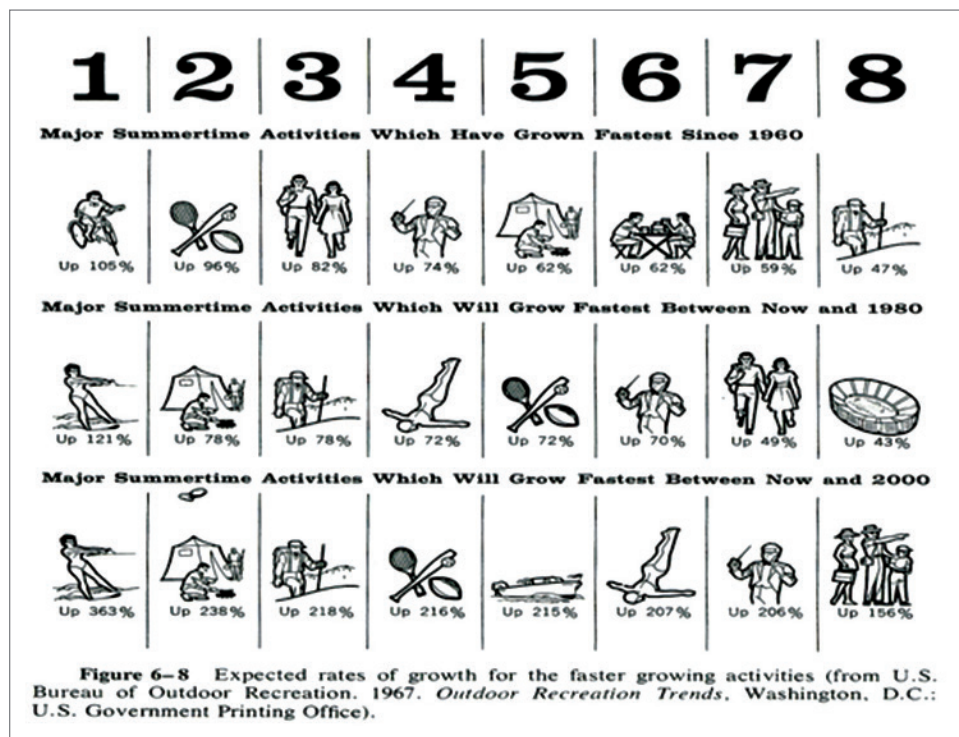 1 2 3 4 5 6 7 8
Major Summertime Activities Which Have Grown Fastest Since 1960
Up 105% Up 96% Up 82% Up 74% Up 62% Up 62% Up 59% Up 47%
Major Summertime Activities Which Will Grow Fastest Between Now and 1980
Up 121% Up 78% Up 78% Up 72% Up 72% Up 70% Up 49% Up 43%
Major Summertime Activities Which Will Grow Fastest Between Now and 2000
Up 363% Up 238% Up 218% Up 216% Up 215% Up 207% Up 206% Up 156%
Figure 6–8 Expected rates of growth for the faster growing activities (from U.S.
Bureau of Outdoor Recreation. 1967. Outdoor Recreation Trends, Washington, D.C.:
U.S. Government Printing Office).